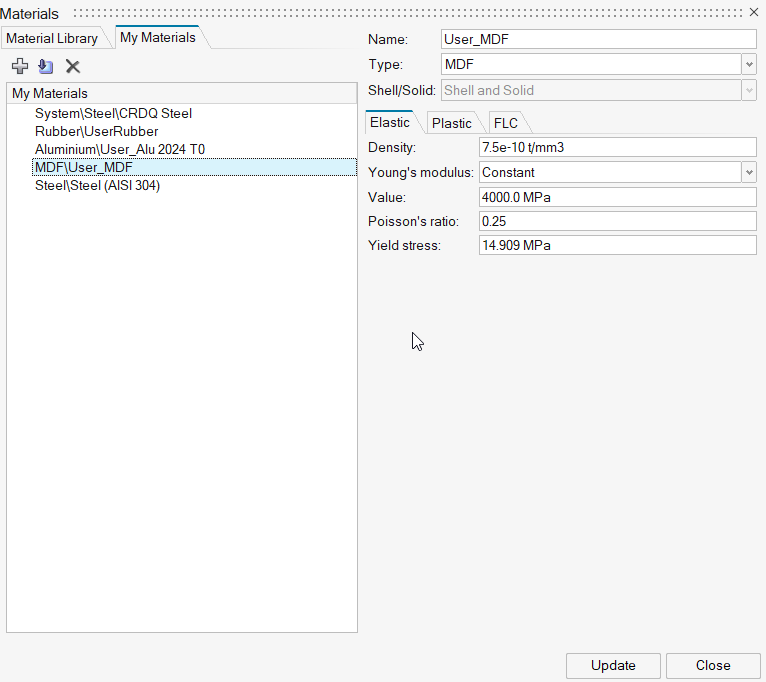 Materials
Material Library
My Materials
My Materials
System\Steel\CRDQ Steel
Rubber\UserRubber
Aluminium\User_Alu 2024 T0
MDF\User_MDF
Steel\Steel (AISI 304)
Name: User_MDF
Type: MDF
Shell/Solid: Shell and Solid
Elastic Plastic FLC
Density: 7.5e-10 t/mm3
Young's modulus: Constant
Value: 4000.0 MPa
Poisson's ratio: 0.25
Yield stress: 14.909 MPa
Update Close